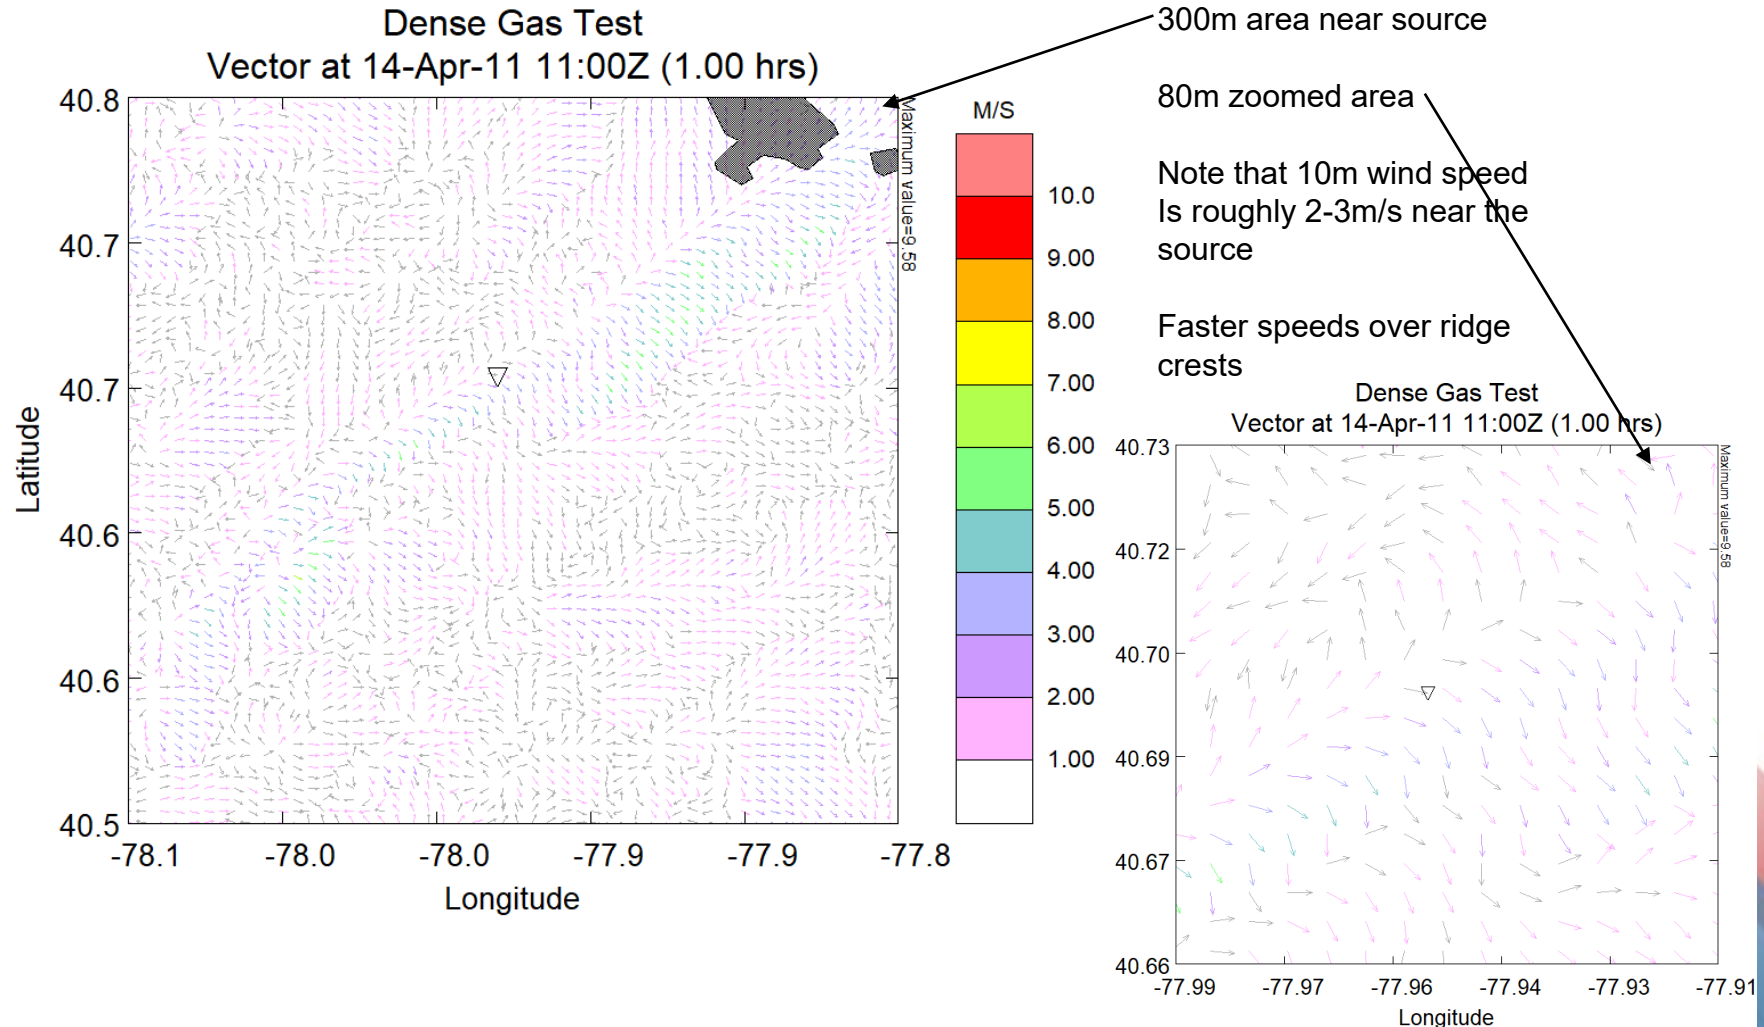 Dense Gas Test
Vector at 14-Apr-11 11:00Z (1.00 hrs)
40.8
40.7
40.7
40.6
40.6
40.5
Latitude
-78.1
-78.0
-78.0
-77.9
-77.9
-77.8
Longitude
Maximum value=9.58
M/S
10.0
9.00
8.00
7.00
6.00
5.00
4.00
3.00
2.00
1.00
300m area near source
80m zoomed area
Note that 10m wind speed
Is roughly 2-3m/s near the
source
Faster speeds over ridge
crests
Dense Gas Test
Vector at 14-Apr-11 11:00Z (1.00 hrs)
40.73
40.72
40.70
40.69
40.67
40.66
-77.99
-77.97
-77.96
-77.94
-77.93
-77.91
Longitude
Maximum value=9.58